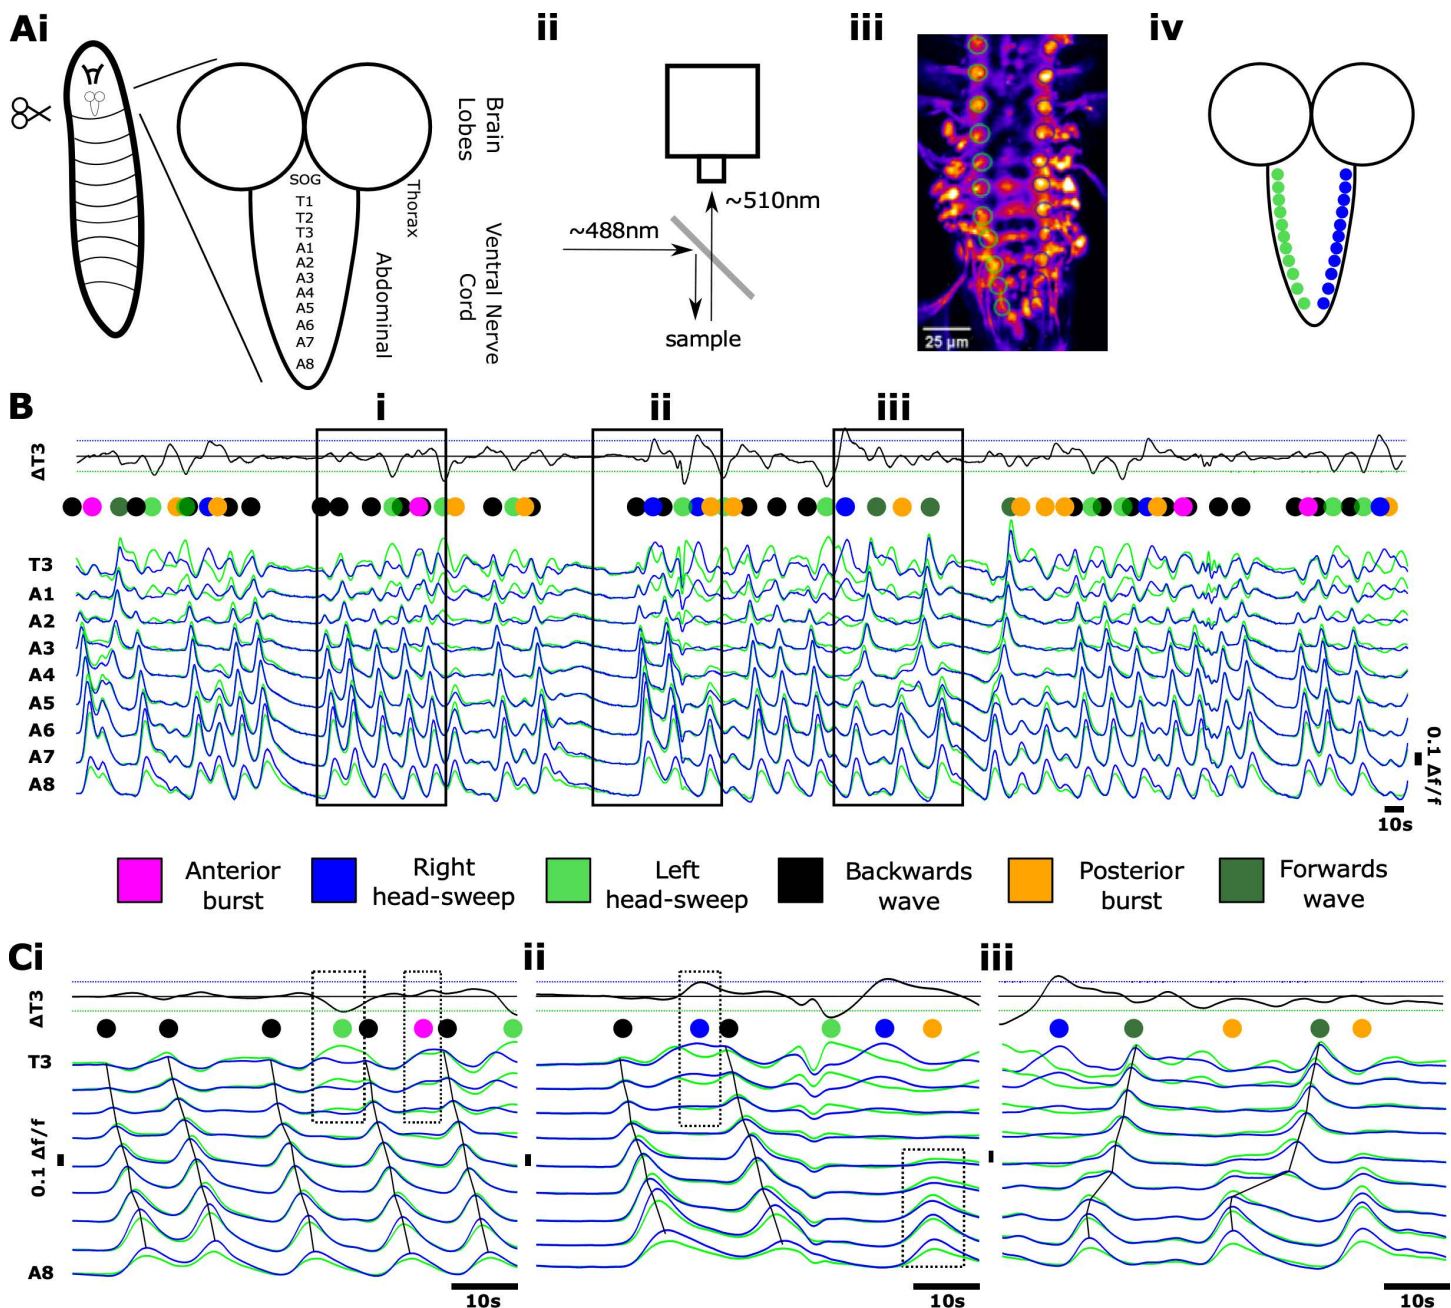 Ai
ii
iii
iv
Brain
Lobes
SOG
T1
T2
T3
A1
A2
A3
A4
A5
A6
A7
A8
Thorax
Abdominal
Ventral Nerve
Cord
~510nm
~488nm
sample
25 µm
B
i
ii
iii
ΔT3
T3
A1
A2
A3
A4
A5
A6
A7
A8
0.1 Δf/f
10s
Anterior
burst
Right
head-sweep
Left
head-sweep
Backwards
wave
Posterior
burst
Forwards
wave
Ci
ii
iii
ΔT3
T3
0.1 Δf/f
A8
10s
10s
10s